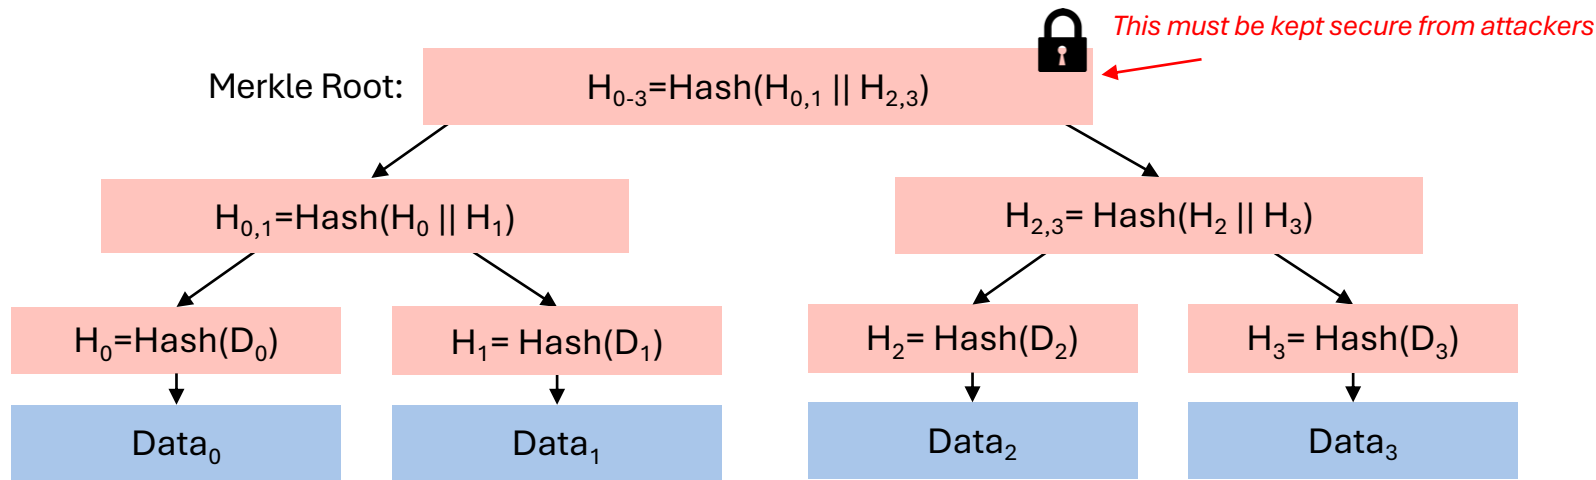 This must be kept secure from attackers
Merkle Root:
H₀₋₃=Hash(H₀,₁ || H₂,₃)
H₀,₁=Hash(H₀ || H₁)
H₂,₃= Hash(H₂ || H₃)
H₀=Hash(D₀)
H₁= Hash(D₁)
H₂= Hash(D₂)
H₃= Hash(D₃)
Data₀
Data₁
Data₂
Data₃